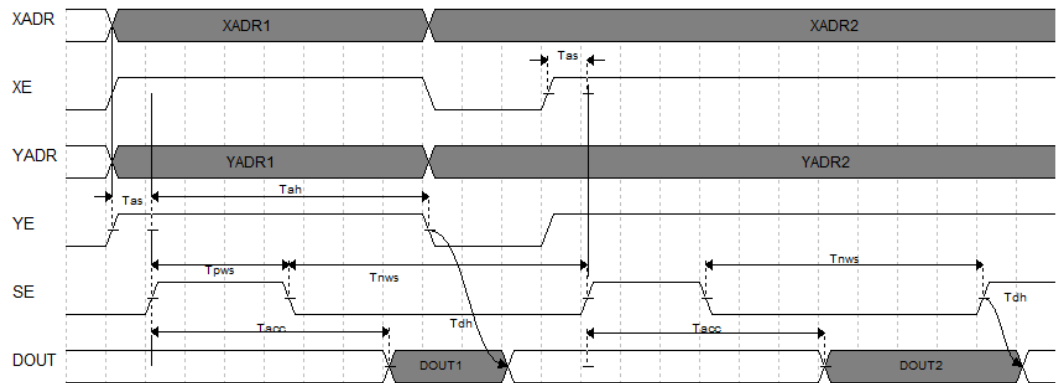 XADR XADR1 XADR2
XE Tas
YADR YADR1 YADR2
Tas Tah
YE
Tpws Tnws Tnws
SE
Tacc Tdh Tacc Tdh
DOUT DOUT1 DOUT2